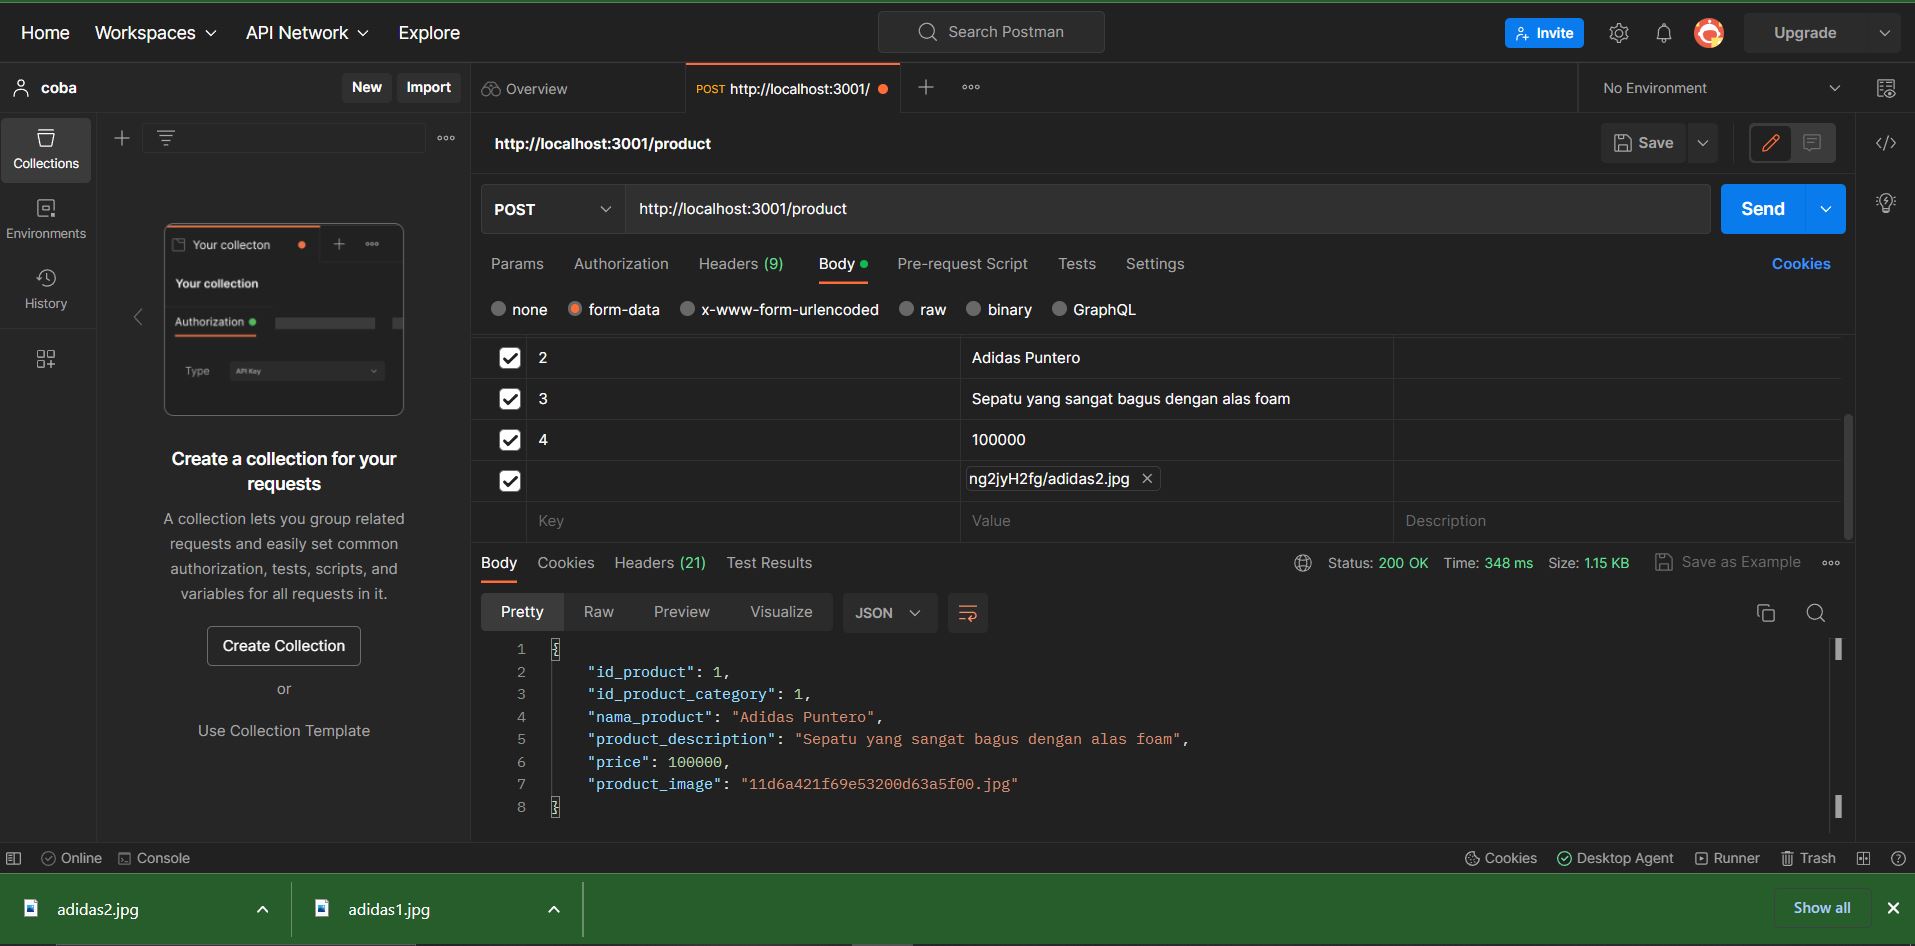 Home Workspaces API Network Explore Search Postman Invite Upgrade
coba New Import Overview POST http://localhost:3001/ No Environment
Collections
Environments
History
Your collecton
Your collection
Authorization
Type API Key
Create a collection for your
requests
A collection lets you group related
requests and easily set common
authorization, tests, scripts, and
variables for all requests in it.
Create Collection
or
Use Collection Template
http://localhost:3001/product Save
POST http://localhost:3001/product Send
Params Authorization Headers (9) Body Pre-request Script Tests Settings Cookies
none form-data x-www-form-urlencoded raw binary GraphQL
2 Adidas Puntero
3 Sepatu yang sangat bagus dengan alas foam
4 100000
ng2jyH2fg/adidas2.jpg
Key Value Description
Body Cookies Headers (21) Test Results Status: 200 OK Time: 348 ms Size: 1.15 KB Save as Example
Pretty Raw Preview Visualize JSON
1 {
2 "id_product": 1,
3 "id_product_category": 1,
4 "nama_product": "Adidas Puntero",
5 "product_description": "Sepatu yang sangat bagus dengan alas foam",
6 "price": 100000,
7 "product_image": "11d6a421f69e53200d63a5f00.jpg"
8 }
Online Console Cookies Desktop Agent Runner Trash
adidas2.jpg adidas1.jpg Show all